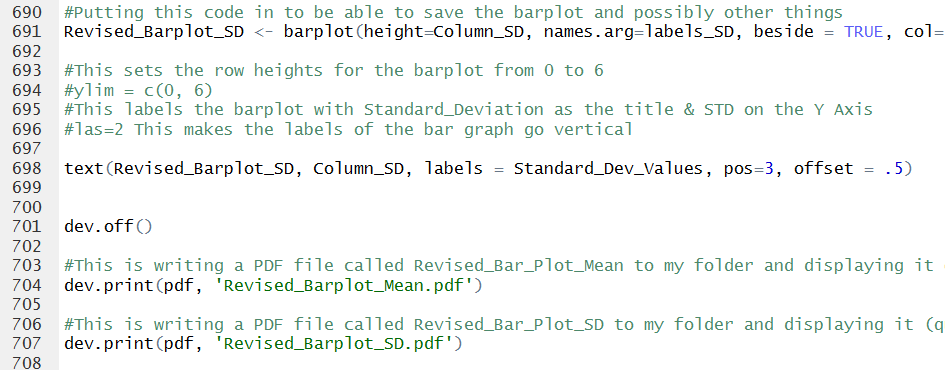 690 #Putting this code in to be able to save the barplot and possibly other things
691 Revised_Barplot_SD <- barplot(height=Column_SD, names.arg=labels_SD, beside = TRUE, col=
692
693 #This sets the row heights for the barplot from 0 to 6
694 #ylim = c(0, 6)
695 #This labels the barplot with Standard_Deviation as the title & STD on the Y Axis
696 #las=2 This makes the labels of the bar graph go vertical
697
698 text(Revised_Barplot_SD, Column_SD, labels = Standard_Dev_Values, pos=3, offset = .5)
699
700
701 dev.off()
702
703 #This is writing a PDF file called Revised_Bar_Plot_Mean to my folder and displaying it
704 dev.print(pdf, 'Revised_Barplot_Mean.pdf')
705
706 #This is writing a PDF file called Revised_Bar_Plot_SD to my folder and displaying it (q
707 dev.print(pdf, 'Revised_Barplot_SD.pdf')
708